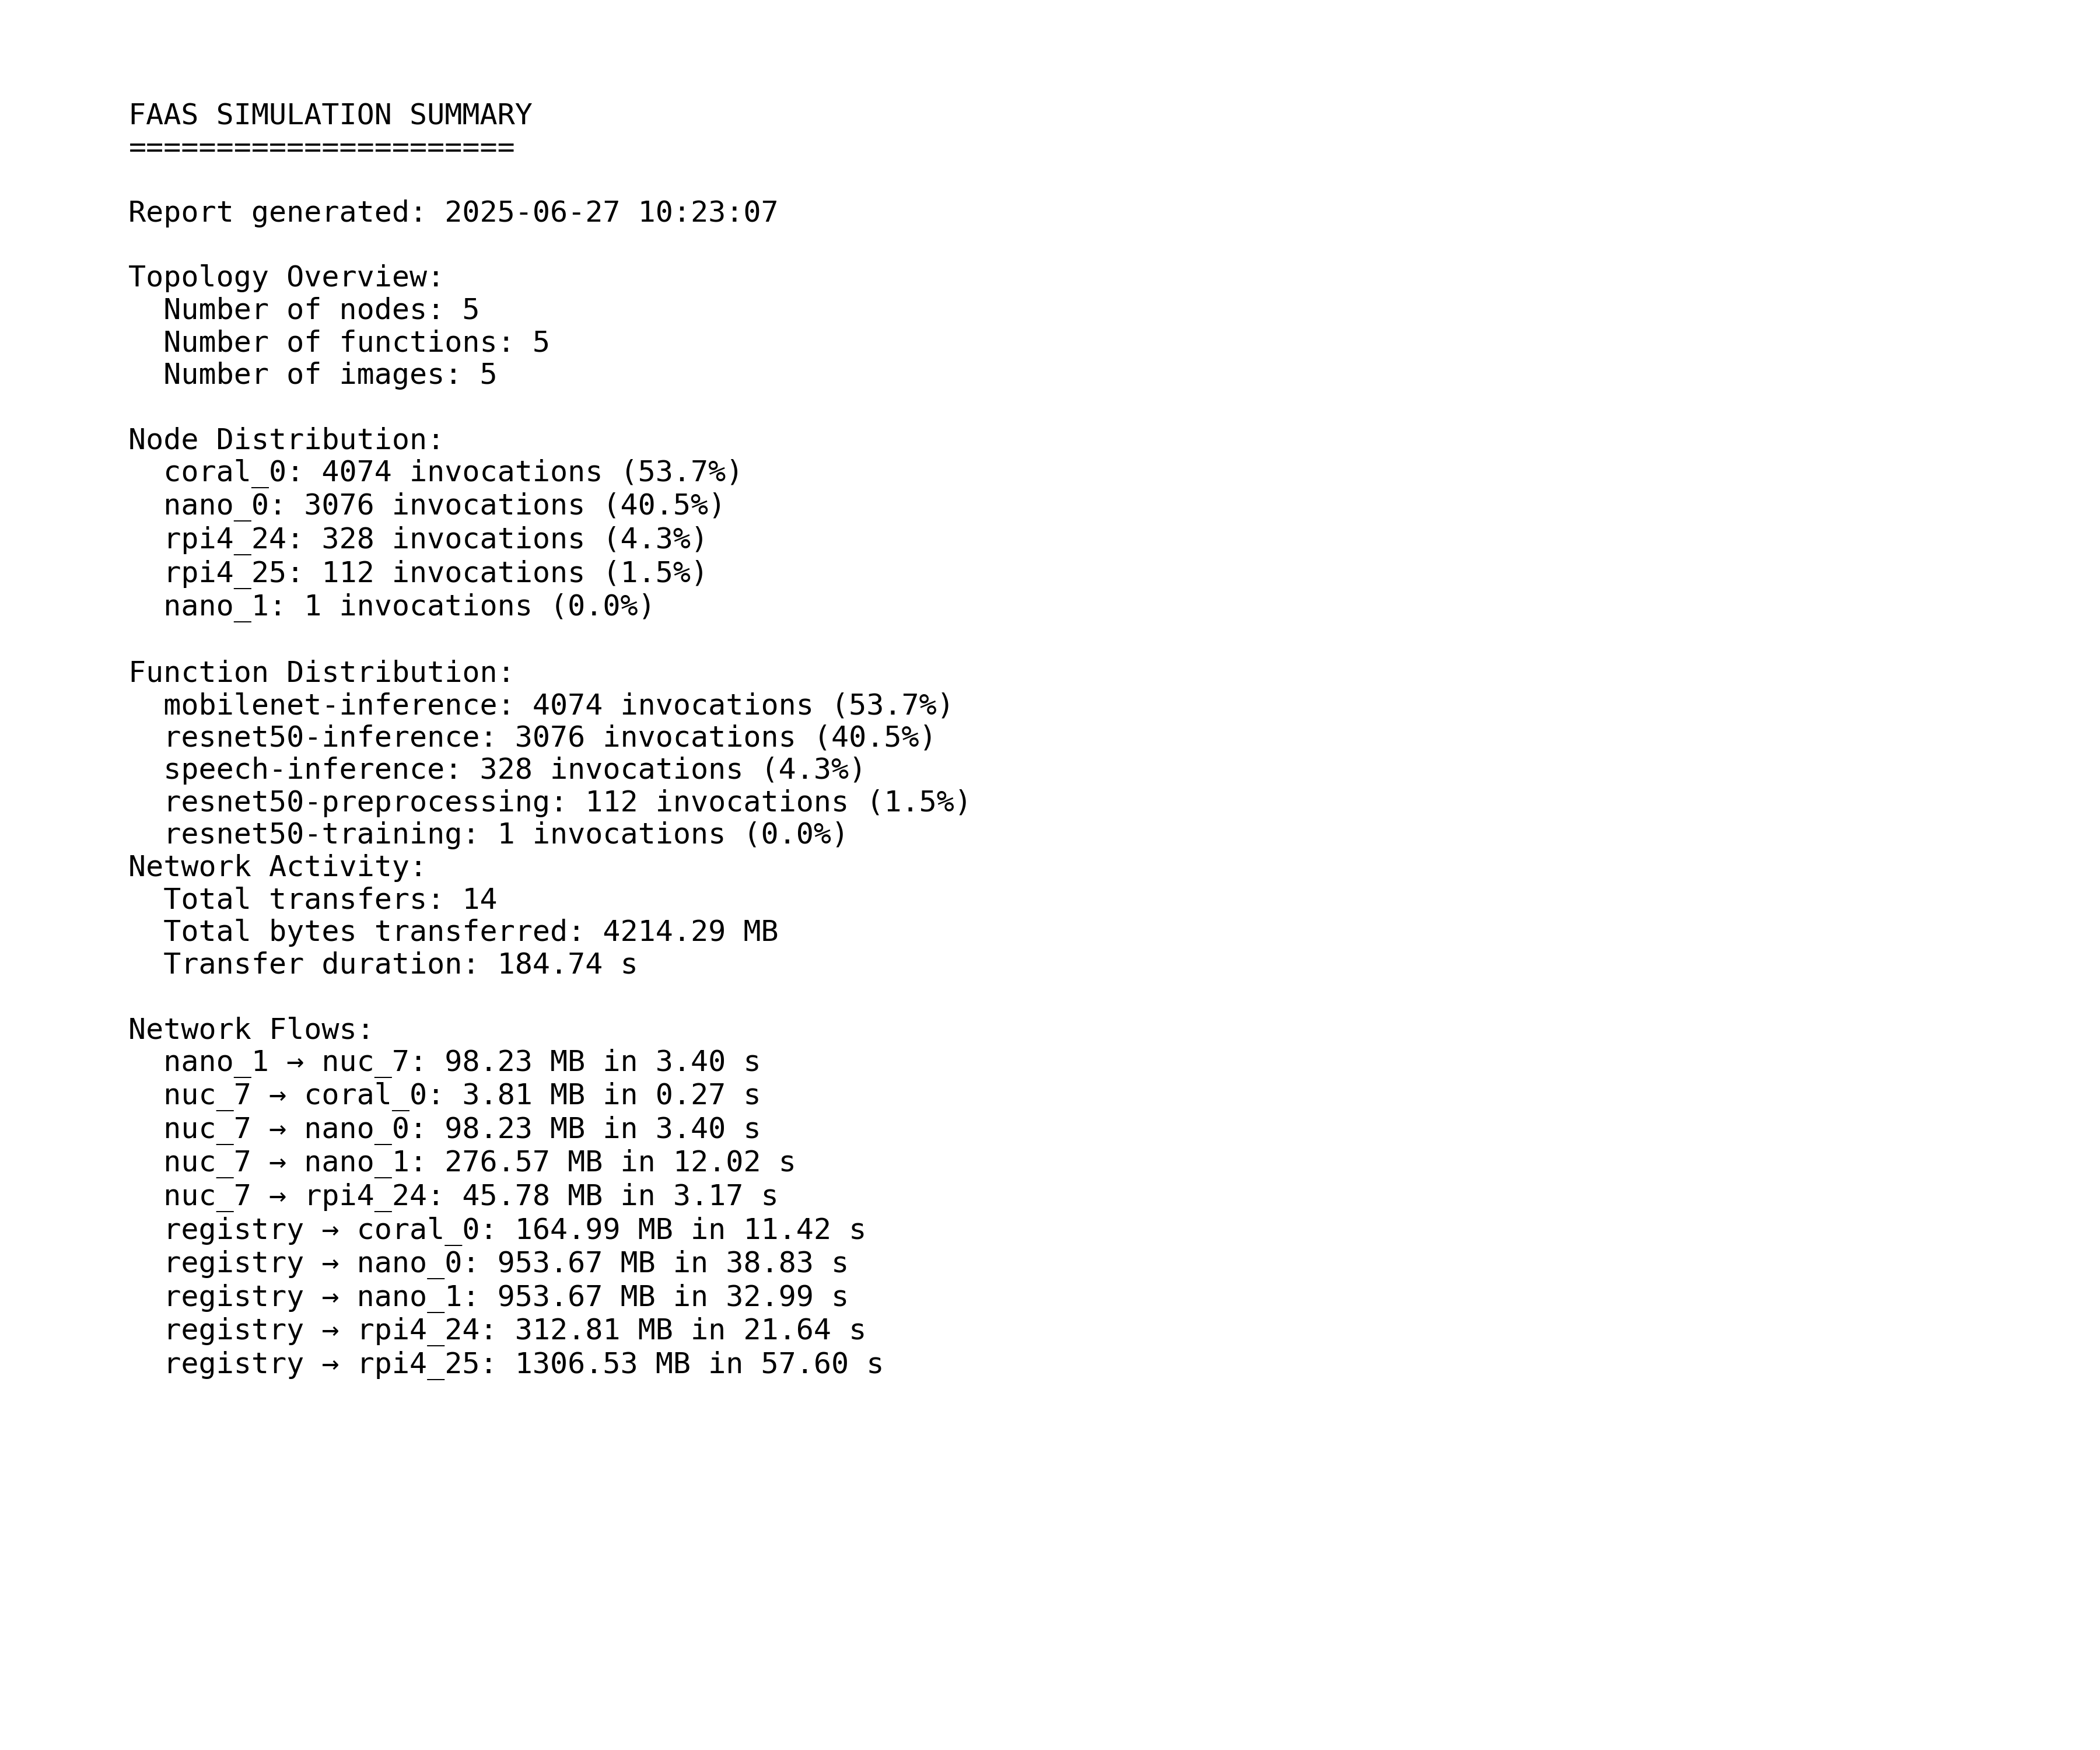 FAAS SIMULATION SUMMARY
======================
Report generated: 2025-06-27 10:23:07
Topology Overview:
Number of nodes: 5
Number of functions: 5
Number of images: 5
Node Distribution:
coral_0: 4074 invocations (53.7%)
nano_0: 3076 invocations (40.5%)
rpi4_24: 328 invocations (4.3%)
rpi4_25: 112 invocations (1.5%)
nano_1: 1 invocations (0.0%)
Function Distribution:
mobilenet-inference: 4074 invocations (53.7%)
resnet50-inference: 3076 invocations (40.5%)
speech-inference: 328 invocations (4.3%)
resnet50-preprocessing: 112 invocations (1.5%)
resnet50-training: 1 invocations (0.0%)
Network Activity:
Total transfers: 14
Total bytes transferred: 4214.29 MB
Transfer duration: 184.74 s
Network Flows:
nano_1 → nuc_7: 98.23 MB in 3.40 s
nuc_7 → coral_0: 3.81 MB in 0.27 s
nuc_7 → nano_0: 98.23 MB in 3.40 s
nuc_7 → nano_1: 276.57 MB in 12.02 s
nuc_7 → rpi4_24: 45.78 MB in 3.17 s
registry → coral_0: 164.99 MB in 11.42 s
registry → nano_0: 953.67 MB in 38.83 s
registry → nano_1: 953.67 MB in 32.99 s
registry → rpi4_24: 312.81 MB in 21.64 s
registry → rpi4_25: 1306.53 MB in 57.60 s